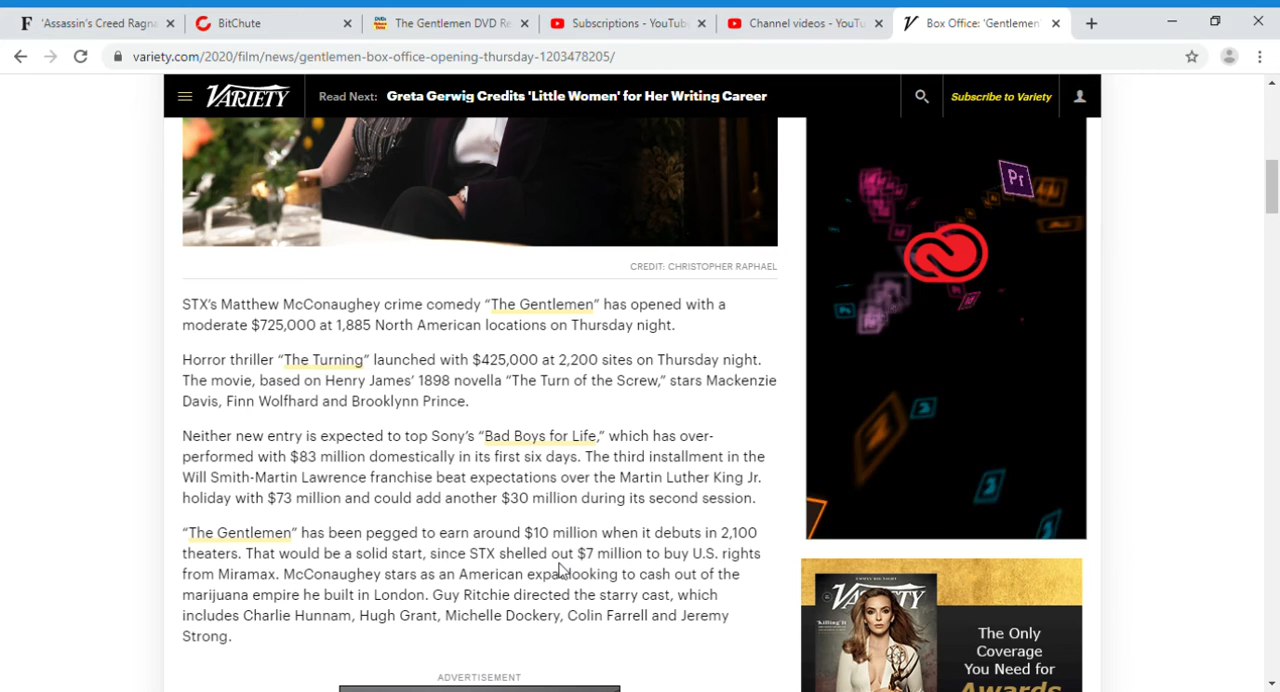 'Assassin's Creed Ragna
BitChute
The Gentlemen DVD Re
Subscriptions - YouTube
Channel videos - YouTu
Box Office: 'Gentlemen'
variety.com/2020/film/news/gentlemen-box-office-opening-thursday-1203478205/
VARIETY
Read Next: Greta Gerwig Credits 'Little Women' for Her Writing Career
Subscribe to Variety
Pr
CREDIT: CHRISTOPHER RAPHAEL
STX's Matthew McConaughey crime comedy "The Gentlemen" has opened with a
moderate $725,000 at 1,885 North American locations on Thursday night.
Horror thriller "The Turning" launched with $425,000 at 2,200 sites on Thursday night.
The movie, based on Henry James' 1898 novella "The Turn of the Screw," stars Mackenzie
Davis, Finn Wolfhard and Brooklynn Prince.
Neither new entry is expected to top Sony's "Bad Boys for Life," which has over-
performed with $83 million domestically in its first six days. The third installment in the
Will Smith-Martin Lawrence franchise beat expectations over the Martin Luther King Jr.
holiday with $73 million and could add another $30 million during its second session.
"The Gentlemen" has been pegged to earn around $10 million when it debuts in 2,100
theaters. That would be a solid start, since STX shelled out $7 million to buy U.S. rights
from Miramax. McConaughey stars as an American expat looking to cash out of the
marijuana empire he built in London. Guy Ritchie directed the starry cast, which
includes Charlie Hunnam, Hugh Grant, Michelle Dockery, Colin Farrell and Jeremy
Strong.
ADVERTISEMENT
VARIETY
The Only
Coverage
You Need for
Awards